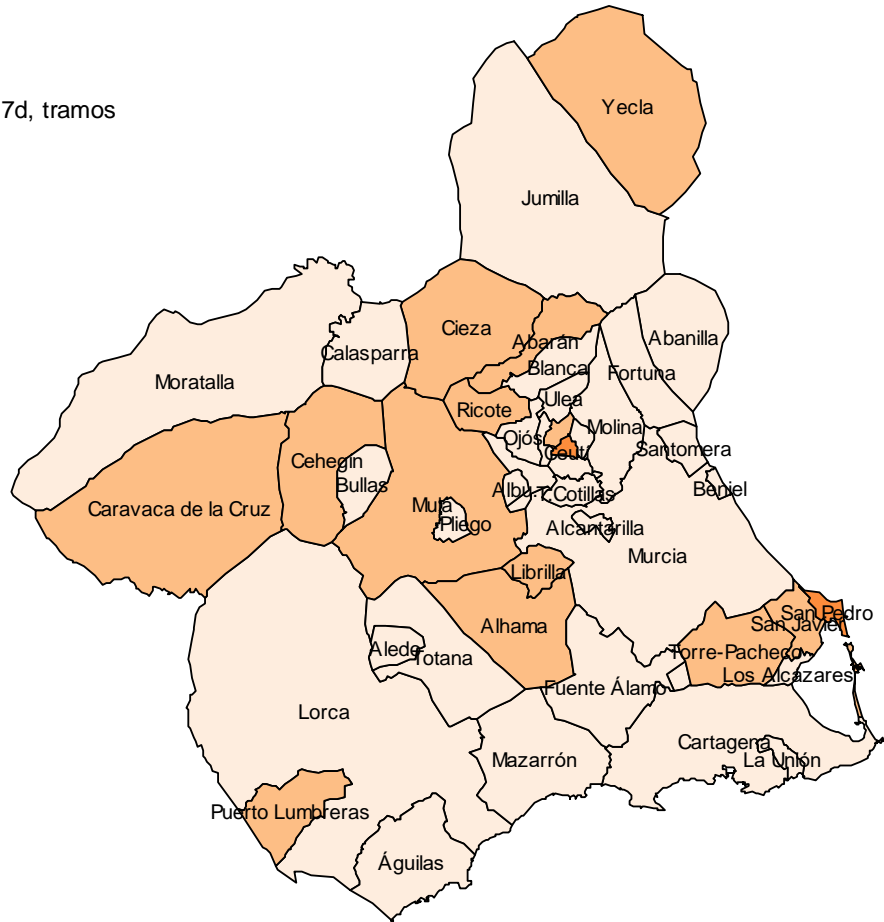 7d, tramos
Yecla
Jumilla
Cieza
Abarán
Abanilla
Calasparra
Blanca
Fortuna
Moratalla
Ulea
Ricote
Molina
Ojós
Santomera
Ceutí
Cehegín
Bullas
Albu.
T.Cotillas
Beniel
Caravaca de la Cruz
Mula
Pliego
Alcantarilla
Murcia
Librilla
San Pedro
San Javier
Alhama
Aledo
Totana
Torre-Pacheco
Los Alcázares
Fuente Álamo
Lorca
Cartagena
La Unión
Mazarrón
Puerto Lumbreras
Águilas